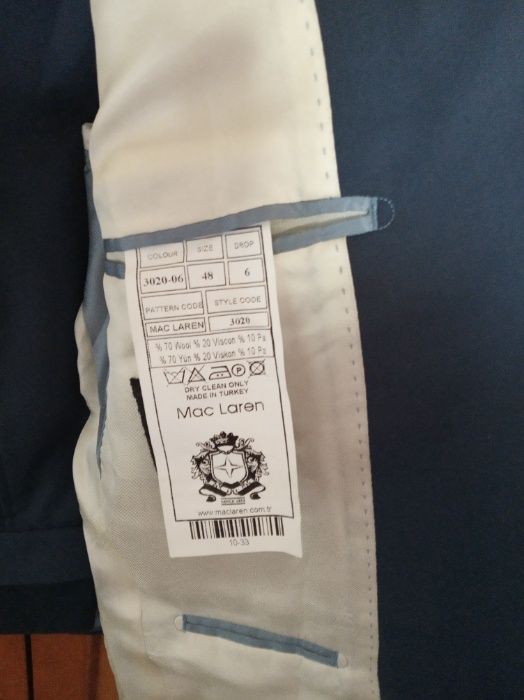 COLOUR SIZE DROP
3020-06 48 6
PATTERN CODE STYLE CODE
MAC LAREN 3020
% 70 Wool % 20 Viscon % 10 Ps
% 70 Yün % 20 Viskon % 10 Ps
P
DRY CLEAN ONLY
MADE IN TURKEY
Mac Laren
www.maclaren.com.tr
10-33